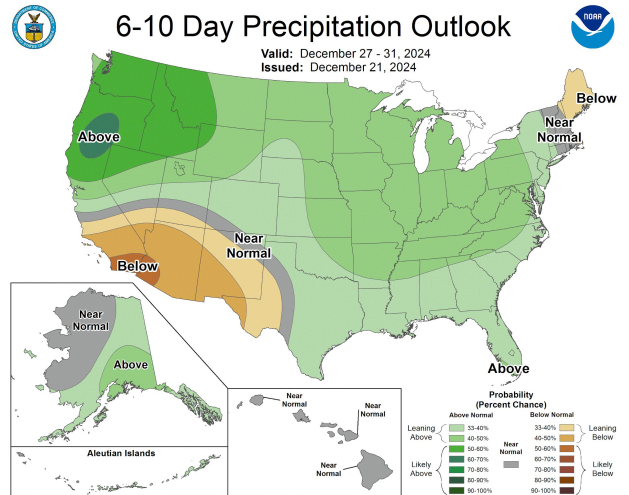 6-10 Day Precipitation Outlook
Valid: December 27 - 31, 2024
Issued: December 21, 2024
NOAA
Below
Near
Normal
Above
Near
Normal
Below
Near
Normal
Above
Above
Aleutian Islands
Near
Normal
Near
Normal
Near
Normal
Probability
(Percent Chance)
Above Normal
Below Normal
Leaning
Above
33-40%
40-50%
Likely
Above
50-60%
60-70%
70-80%
80-90%
90-100%
Near
Normal
33-40%
40-50%
Leaning
Below
50-60%
60-70%
70-80%
80-90%
90-100%
Likely
Below